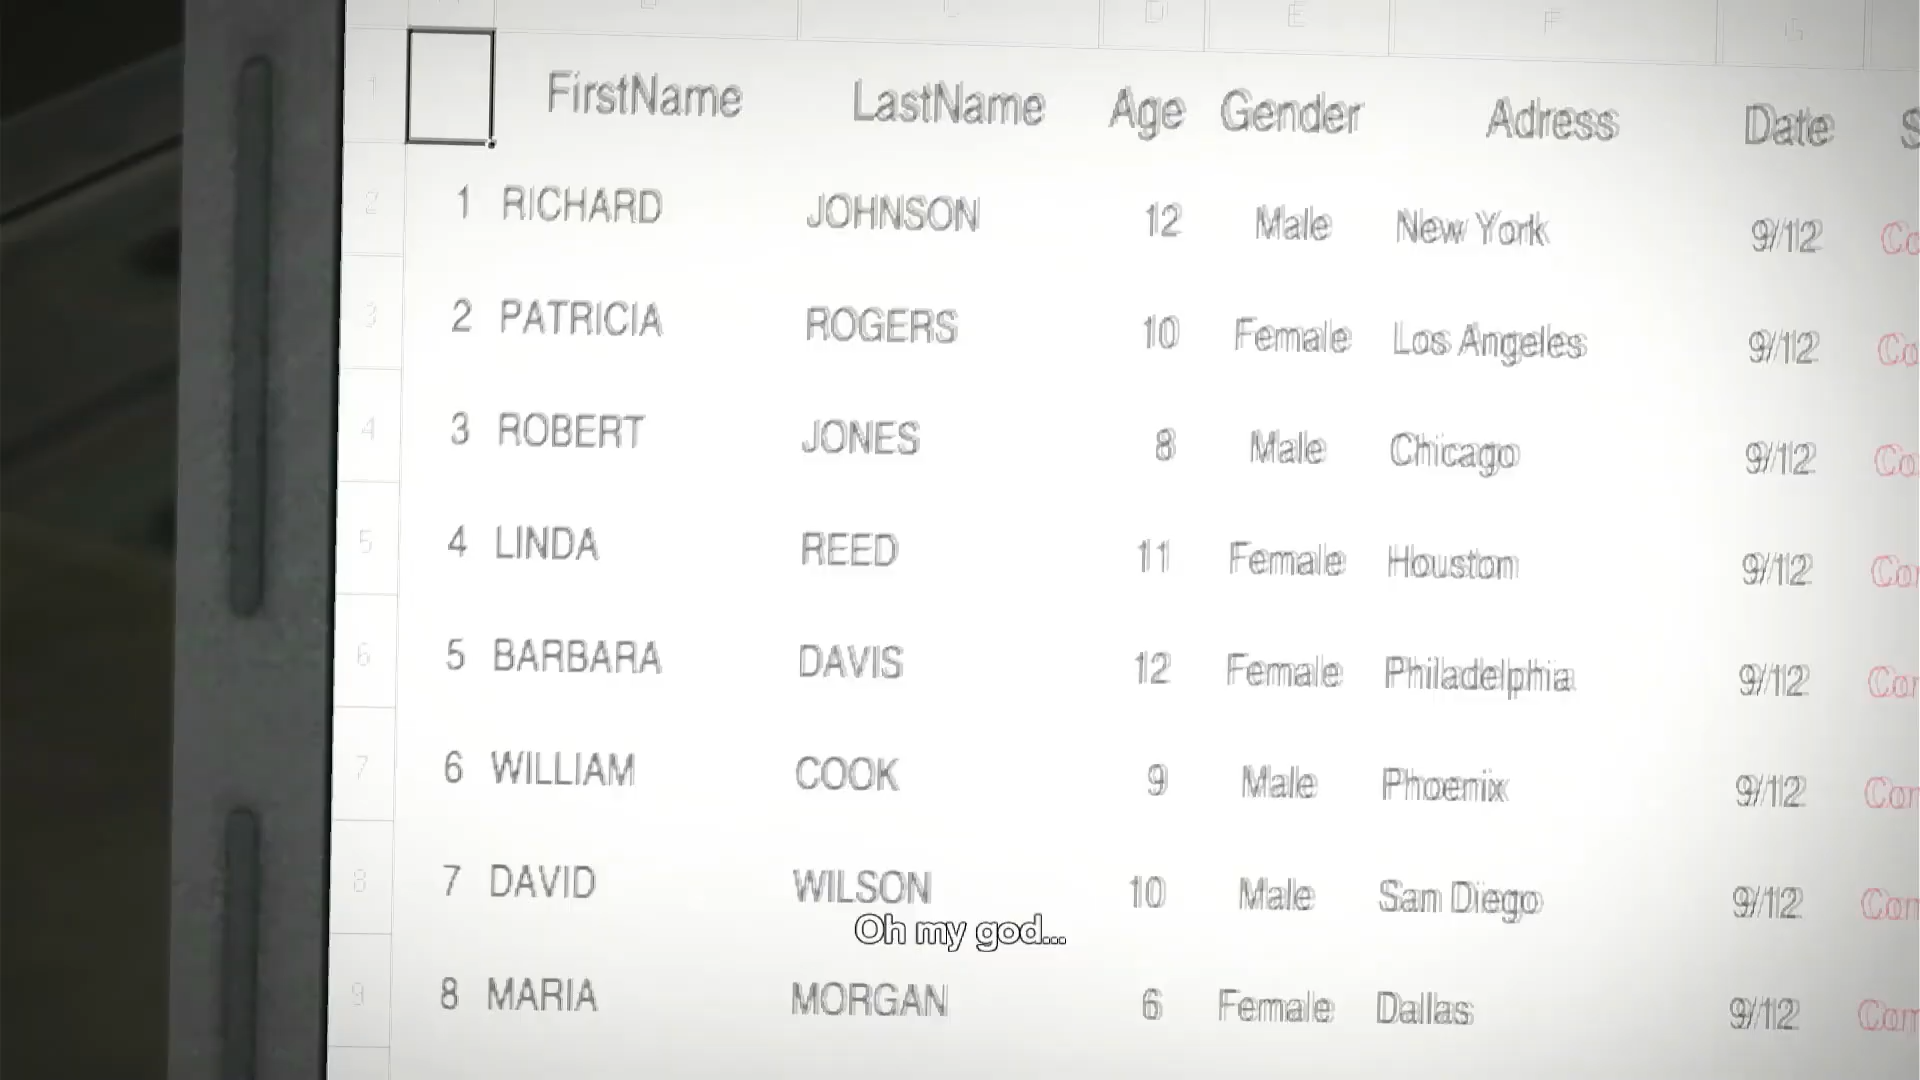 FirstName LastName Age Gender Adress Date
1 RICHARD JOHNSON 12 Male New York 9/12
2 PATRICIA ROGERS 10 Female Los Angeles 9/12
3 ROBERT JONES 8 Male Chicago 9/12
4 LINDA REED 11 Female Houston 9/12
5 BARBARA DAVIS 12 Female Philadelphia 9/12
6 WILLIAM COOK 9 Male Phoenix 9/12
7 DAVID WILSON 10 Male San Diego 9/12
Oh my god...
8 MARIA MORGAN 6 Female Dallas 9/12